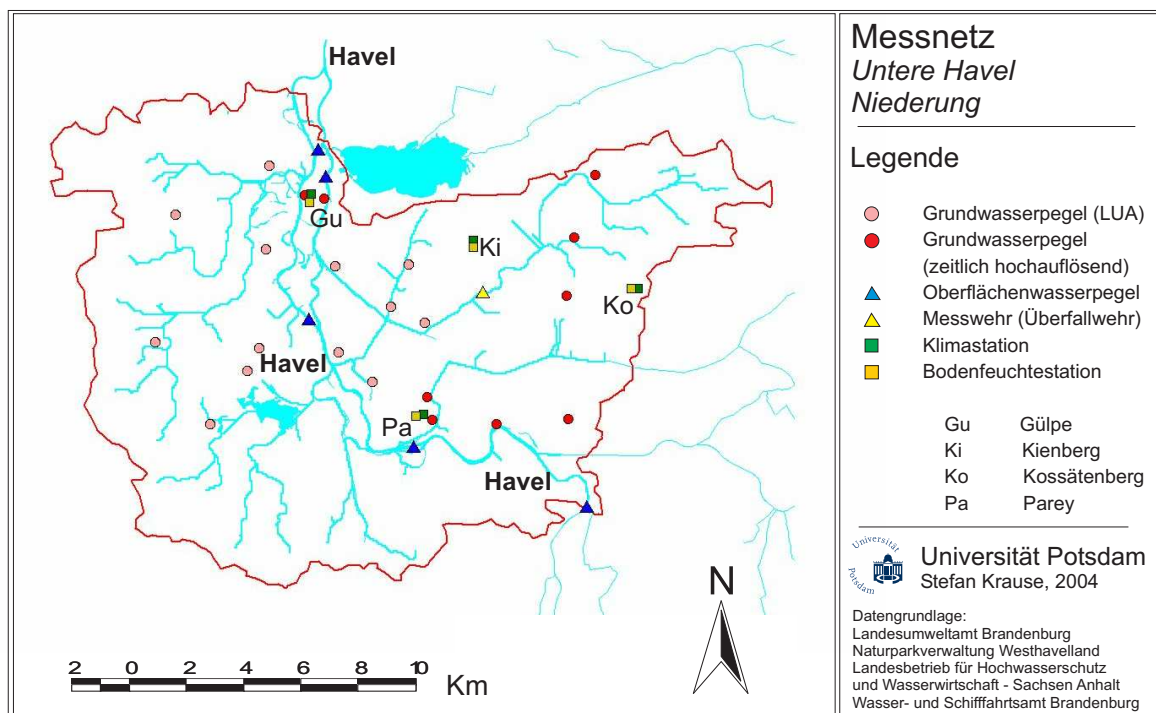 Havel
Gu
Ki
Ko
Havel
Pa
Havel
N
2 0 2 4 6 8 10
Km
Messnetz
Untere Havel
Niederung
Legende
Grundwasserpegel (LUA)
Grundwasserpegel
(zeitlich hochauflösend)
Oberflächenwasserpegel
Messwehr (Überfallwehr)
Klimastation
Bodenfeuchtestation
Gu Gülpe
Ki Kienberg
Ko Kossätenberg
Pa Parey
Universität
Potsdam
Universität Potsdam
Stefan Krause, 2004
Datengrundlage:
Landesumweltamt Brandenburg
Naturparkverwaltung Westhavelland
Landesbetrieb für Hochwasserschutz
und Wasserwirtschaft - Sachsen Anhalt
Wasser- und Schifffahrtsamt Brandenburg